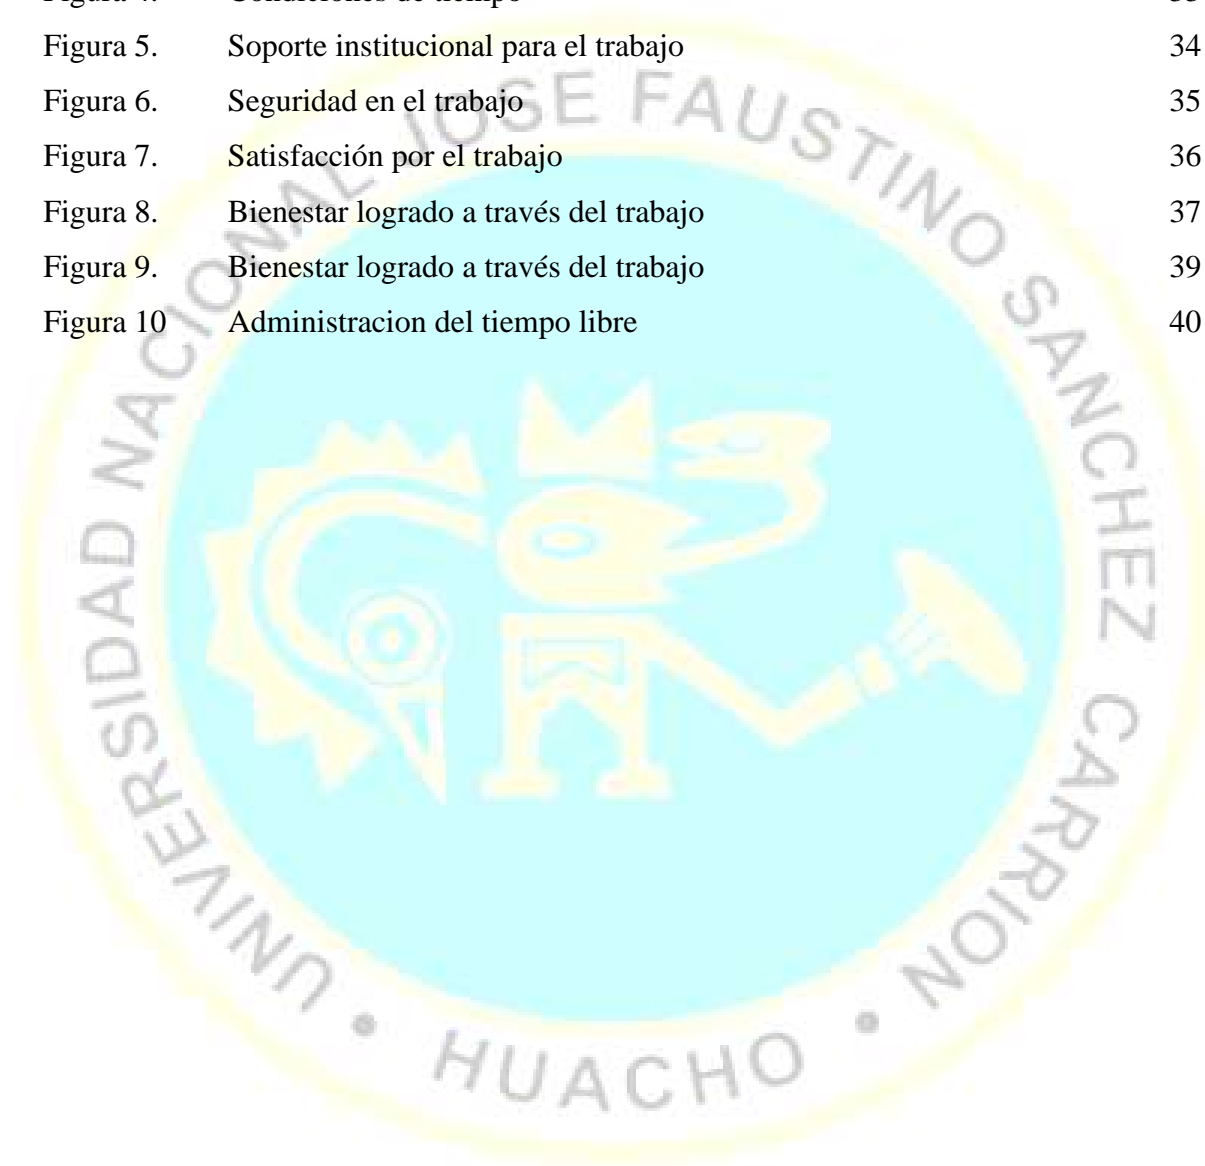 Figura 5. Soporte institucional para el trabajo 34
Figura 6. Seguridad en el trabajo 35
Figura 7. Satisfacción por el trabajo 36
Figura 8. Bienestar logrado a través del trabajo 37
Figura 9. Bienestar logrado a través del trabajo 39
Figura 10 Administracion del tiempo libre 40
UNIVERSIDAD NACIONAL JOSE FAUSTINO SANCHEZ CARRION • HUACHO •